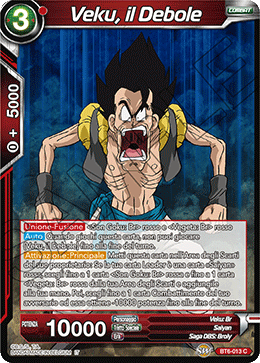 COMBAT
3
Veku, il Debole
+ 5000
L'Unione-Fusione <Son Goku: Br> rosso e <Vegeta: Br> rosso
Auto Quando giochi questa carta, non puoi giocare
[Veku, il Debole] fino alla fine del turno.
Attivazione: Principale Metti questa carta nell'Area degli Scarti
del suo proprietario: Se la tua carta Leader è una carta «Saiyan»
rossa, scegli fino a 1 carta <Son Goku: Br> rossa e fino a 1 carta
<Vegeta: Br> rossa dalla tua Area degli Scarti e aggiungile
alla tua mano. Poi, scegli fino a 1 carta
avversario ed essa ottiene -10000 potenza fino alla fine del turno.
POTENZA
10000
Personaggio
Veku: Br
Tratto Speciale
Saiyan
Era
Saga DBS: Broly
BT6-013 C